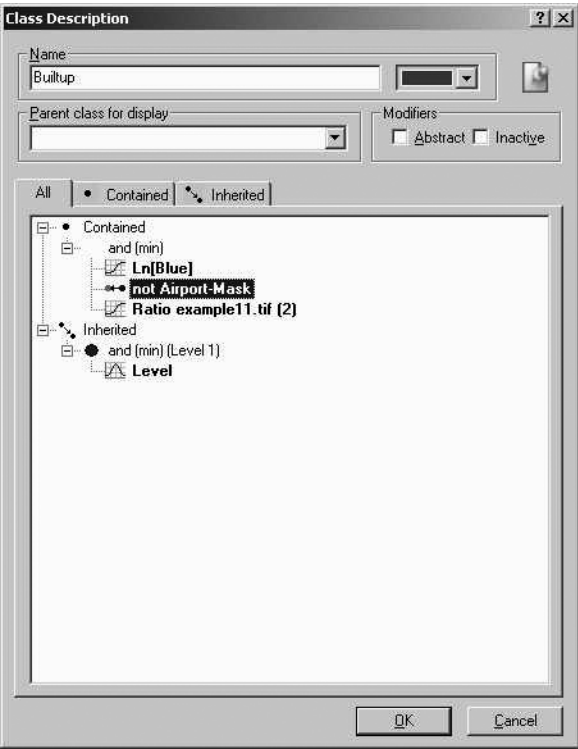 Class Description
Name
Builtup
Parent class for display
Modifiers
Abstract Inactive
All Contained Inherited
Contained
and (min)
Ln[Blue]
not Airport-Mask
Ratio example11.tif (2)
Inherited
and (min) (Level 1)
Level
OK Cancel